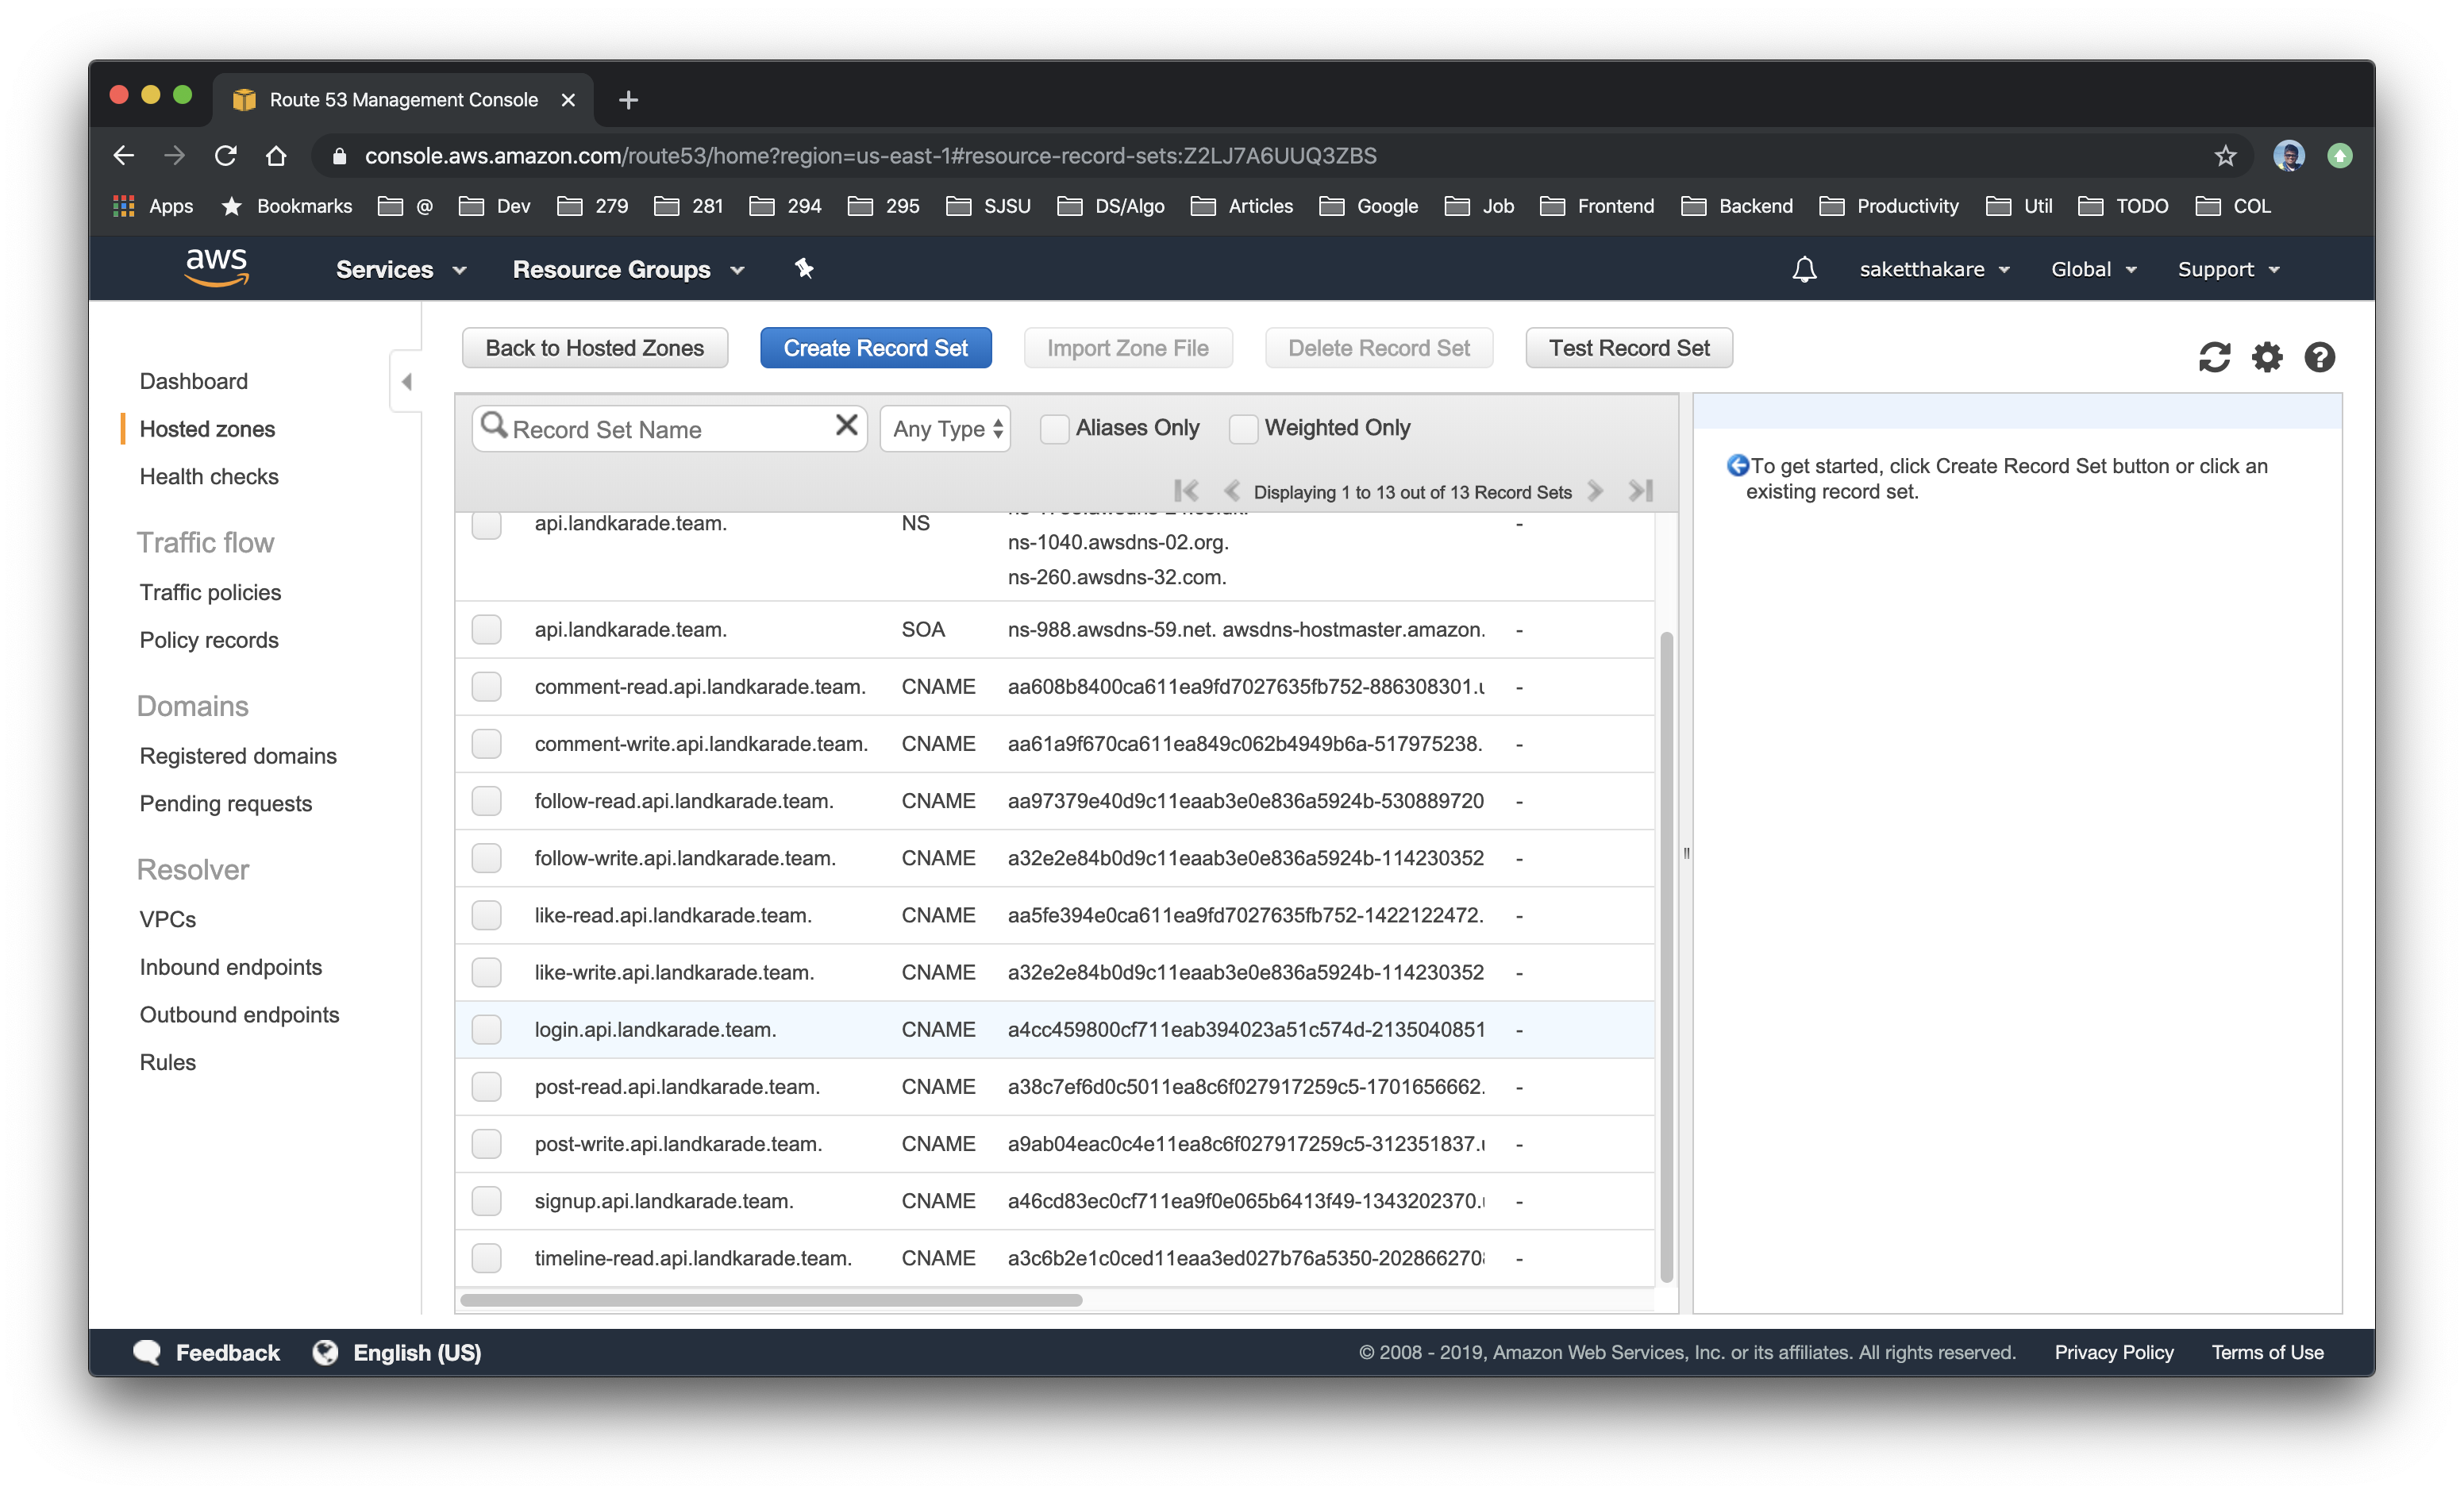 Route 53 Management Console
console.aws.amazon.com/route53/home?region=us-east-1#resource-record-sets:Z2LJ7A6UUQ3ZBS
Apps Bookmarks @ Dev 279 281 294 295 SJSU DS/Algo Articles Google Job Frontend Backend Productivity Util TODO COL
aws Services Resource Groups saketthakare Global Support
Back to Hosted Zones Create Record Set Import Zone File Delete Record Set Test Record Set
Dashboard
Hosted zones
Health checks
Traffic flow
Traffic policies
Policy records
Domains
Registered domains
Pending requests
Resolver
VPCs
Inbound endpoints
Outbound endpoints
Rules
Record Set Name Any Type Aliases Only Weighted Only
Displaying 1 to 13 out of 13 Record Sets
api.landkarade.team. NS -
ns-1040.awsdns-02.org.
ns-260.awsdns-32.com.
api.landkarade.team. SOA ns-988.awsdns-59.net. awsdns-hostmaster.amazon. -
comment-read.api.landkarade.team. CNAME aa608b8400ca611ea9fd7027635fb752-886308301. -
comment-write.api.landkarade.team. CNAME aa61a9f670ca611ea849c062b4949b6a-517975238. -
follow-read.api.landkarade.team. CNAME aa97379e40d9c11eaab3e0e836a5924b-530889720 -
follow-write.api.landkarade.team. CNAME a32e2e84b0d9c11eaab3e0e836a5924b-114230352 -
like-read.api.landkarade.team. CNAME aa5fe394e0ca611ea9fd7027635fb752-1422122472. -
like-write.api.landkarade.team. CNAME a32e2e84b0d9c11eaab3e0e836a5924b-114230352 -
login.api.landkarade.team. CNAME a4cc459800cf711eab394023a51c574d-2135040851 -
post-read.api.landkarade.team. CNAME a38c7ef6d0c5011ea8c6f027917259c5-1701656662. -
post-write.api.landkarade.team. CNAME a9ab04eac0c4e11ea8c6f027917259c5-312351837. -
signup.api.landkarade.team. CNAME a46cd83ec0cf711ea9f0e065b6413f49-1343202370. -
timeline-read.api.landkarade.team. CNAME a3c6b2e1c0ced11eaa3ed027b76a5350-202866270 -
To get started, click Create Record Set button or click an
existing record set.
Feedback English (US) © 2008 - 2019, Amazon Web Services, Inc. or its affiliates. All rights reserved. Privacy Policy Terms of Use